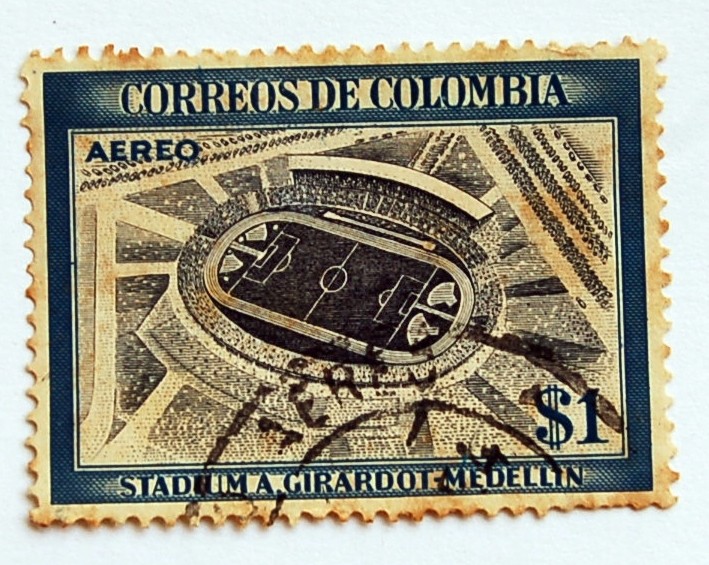 CORREOS DE COLOMBIA
AEREO
$1
STADIUM A. GIRARDOT-MEDELLIN